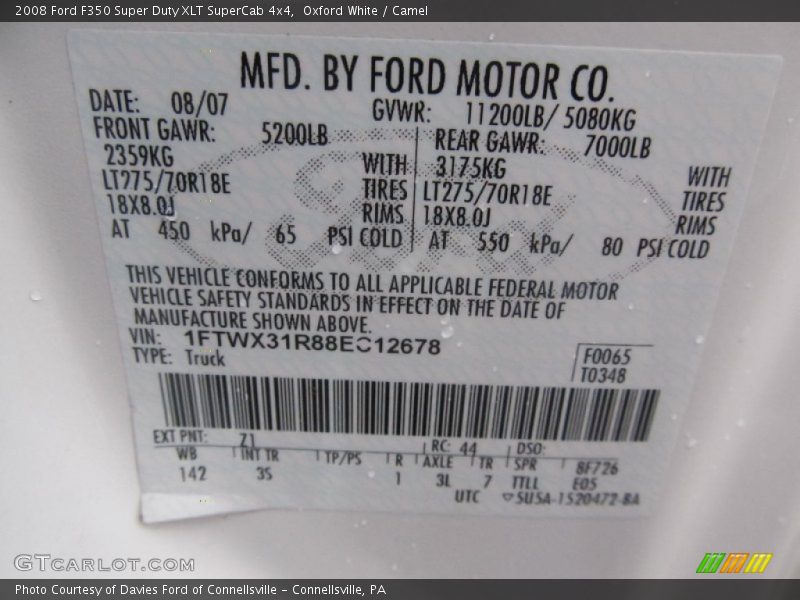 2008 Ford F350 Super Duty XLT SuperCab 4x4, Oxford White / Camel
MFD. BY FORD MOTOR CO.
DATE: 08/07 GVWR: 11200LB/ 5080KG
FRONT GAWR: 5200LB REAR GAWR: 7000LB
2359KG WITH 3175KG WITH
LT275/70R18E TIRES LT275/70R18E TIRES
18X8.0J RIMS 18X8.0J RIMS
AT 450 kPa/ 65 PSI COLD AT 550 kPa/ 80 PSI COLD
THIS VEHICLE CONFORMS TO ALL APPLICABLE FEDERAL MOTOR
VEHICLE SAFETY STANDARDS IN EFFECT ON THE DATE OF
MANUFACTURE SHOWN ABOVE.
VIN: 1FTWX31R88EC12678
TYPE: Truck
F0065
T0348
EXT PNT: Z1 RC: 44 DSO:
WB INT TR TP/PS R AXLE TR SPR 8F726
142 3S 1 3L 7 TTLL E05
UTC 5U5A-1520472-BA
GTCARLOT.COM
Photo Courtesy of Davies Ford of Connellsville – Connellsville, PA